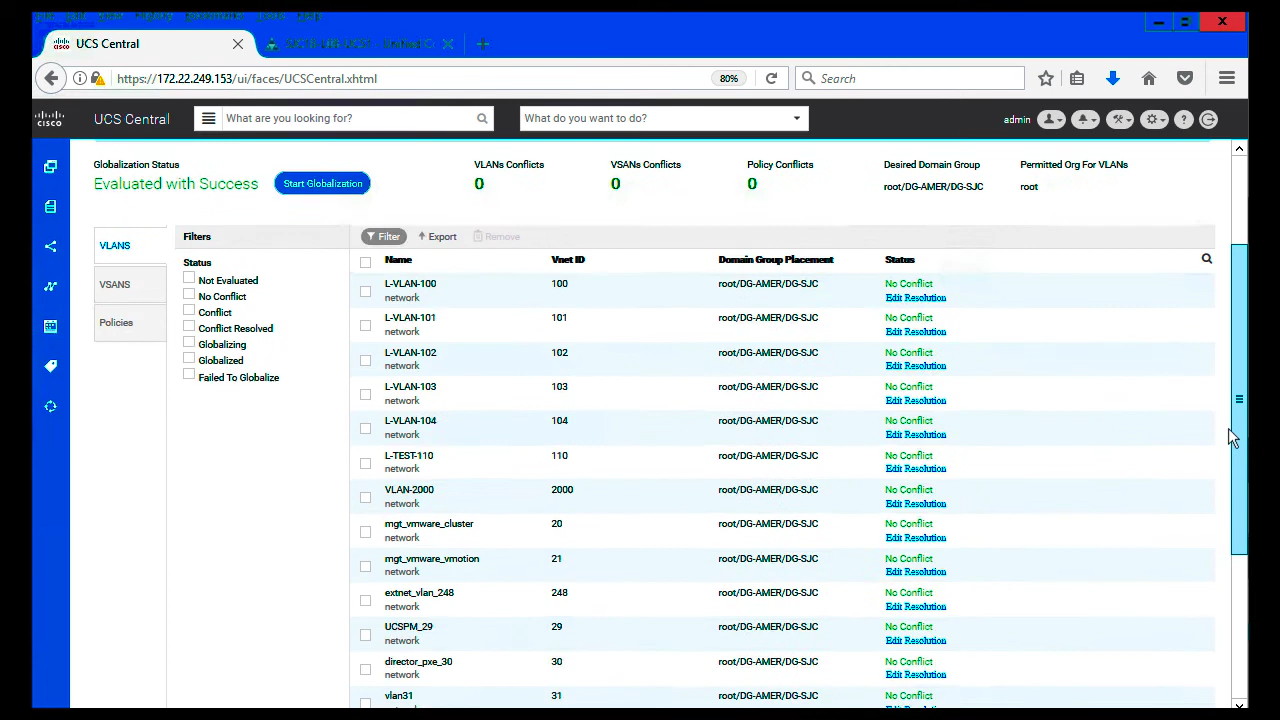 UCS Central
https://172.22.249.153/ui/faces/UCSCentral.xhtml
80%
Search
cisco
UCS Central
What are you looking for?
What do you want to do?
admin
Globalization Status
VLANs Conflicts
VSANs Conflicts
Policy Conflicts
Desired Domain Group
Permitted Org For VLANs
Evaluated with Success
Start Globalization
0
0
0
root/DG-AMER/DG-SJC
root
VLANS
VSANS
Policies
Filters
Status
Not Evaluated
No Conflict
Conflict
Conflict Resolved
Globalizing
Globalized
Failed To Globalize
Filter
Export
Remove
Name Vnet ID Domain Group Placement Status
L-VLAN-100 100 root/DG-AMER/DG-SJC No Conflict
network Edit Resolution
L-VLAN-101 101 root/DG-AMER/DG-SJC No Conflict
network Edit Resolution
L-VLAN-102 102 root/DG-AMER/DG-SJC No Conflict
network Edit Resolution
L-VLAN-103 103 root/DG-AMER/DG-SJC No Conflict
network Edit Resolution
L-VLAN-104 104 root/DG-AMER/DG-SJC No Conflict
network Edit Resolution
L-TEST-110 110 root/DG-AMER/DG-SJC No Conflict
network Edit Resolution
VLAN-2000 2000 root/DG-AMER/DG-SJC No Conflict
network Edit Resolution
mgt_vmware_cluster 20 root/DG-AMER/DG-SJC No Conflict
network Edit Resolution
mgt_vmware_vmotion 21 root/DG-AMER/DG-SJC No Conflict
network Edit Resolution
extnet_vlan_248 248 root/DG-AMER/DG-SJC No Conflict
network Edit Resolution
UCSPM_29 29 root/DG-AMER/DG-SJC No Conflict
network Edit Resolution
director_pxe_30 30 root/DG-AMER/DG-SJC No Conflict
network Edit Resolution
vlan31 31 root/DG-AMER/DG-SJC No Conflict